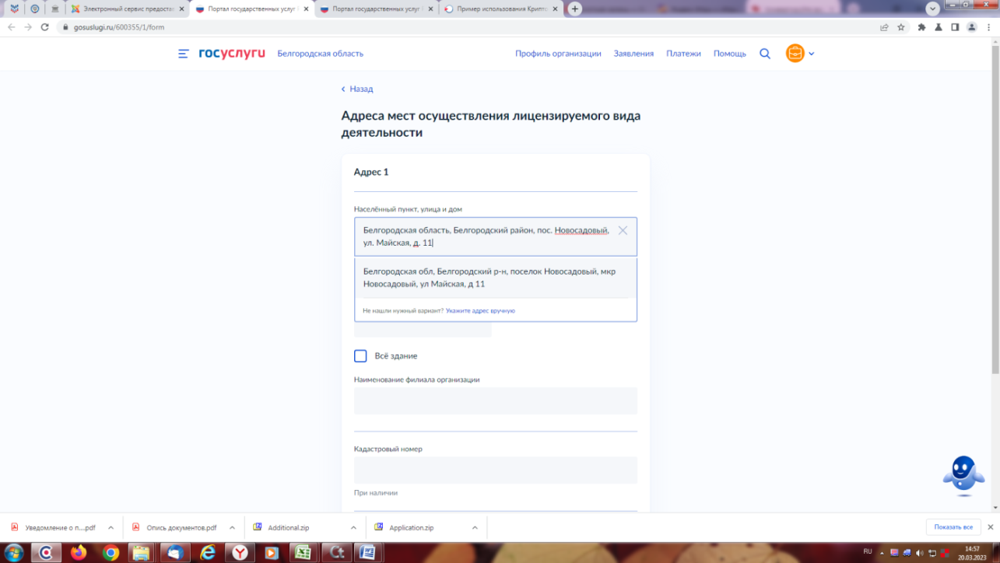 Электронный сервис предостав
Портал государственных услуг Р
Портал государственных услуг Р
Пример использования Крипто
gosuslugi.ru/600355/1/form
госуслуги
Белгородская область
Профиль организации
Заявления
Платежи
Помощь
Назад
Адреса мест осуществления лицензируемого вида
деятельности
Адрес 1
Населённый пункт, улица и дом
Белгородская область, Белгородский район, пос. Новосадовый,
ул. Майская, д. 11
Белгородская обл, Белгородский р-н, поселок Новосадовый, мкр
Новосадовый, ул Майская, д 11
Не нашли нужный вариант? Укажите адрес вручную
Всё здание
Наименование филиала организации
Кадастровый номер
При наличии
Уведомление о п....pdf
Опись документов.pdf
Additional.zip
Application.zip
Показать все
RU
14:57
20.03.2023